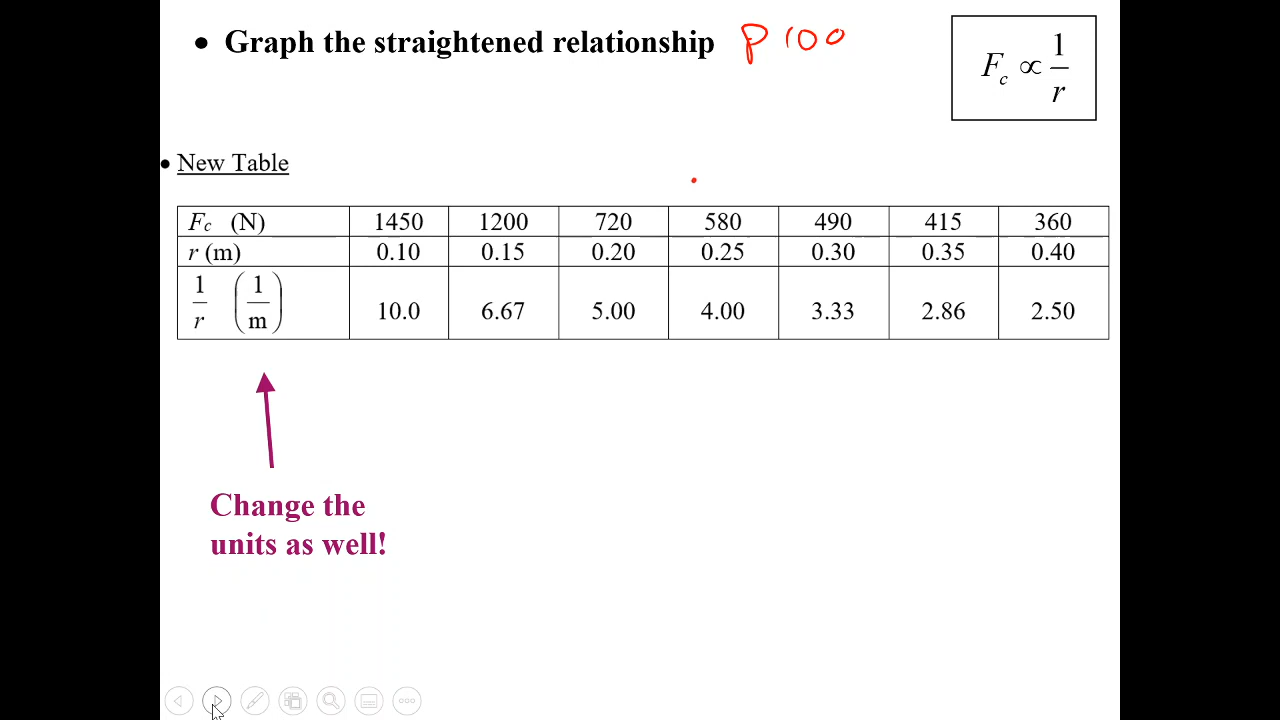 • Graph the straightened relationship P 100
F_c ∝ 1/r
• New Table
F_c (N) 1450 1200 720 580 490 415 360
r (m) 0.10 0.15 0.20 0.25 0.30 0.35 0.40
1/r (1/m) 10.0 6.67 5.00 4.00 3.33 2.86 2.50
Change the
units as well!